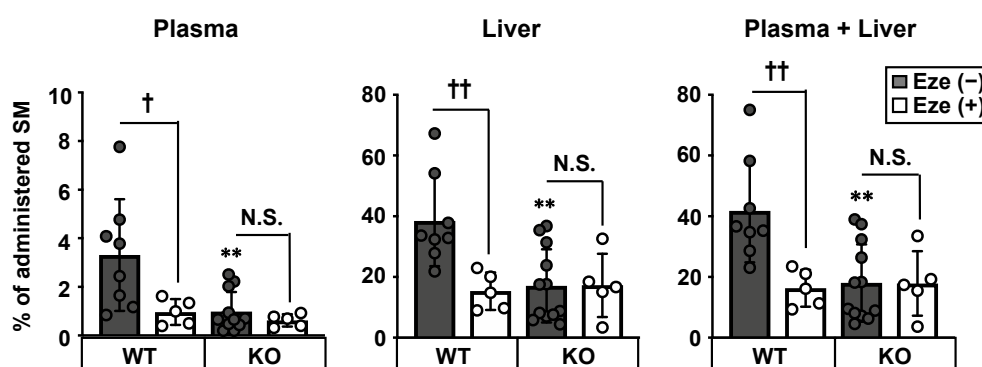 Plasma
Liver
Plasma + Liver
Eze (−)
Eze (+)
% of administered SM
10
8
6
4
2
0
†
**
N.S.
WT
KO
80
60
40
20
0
††
**
N.S.
WT
KO
80
60
40
20
0
††
**
N.S.
WT
KO